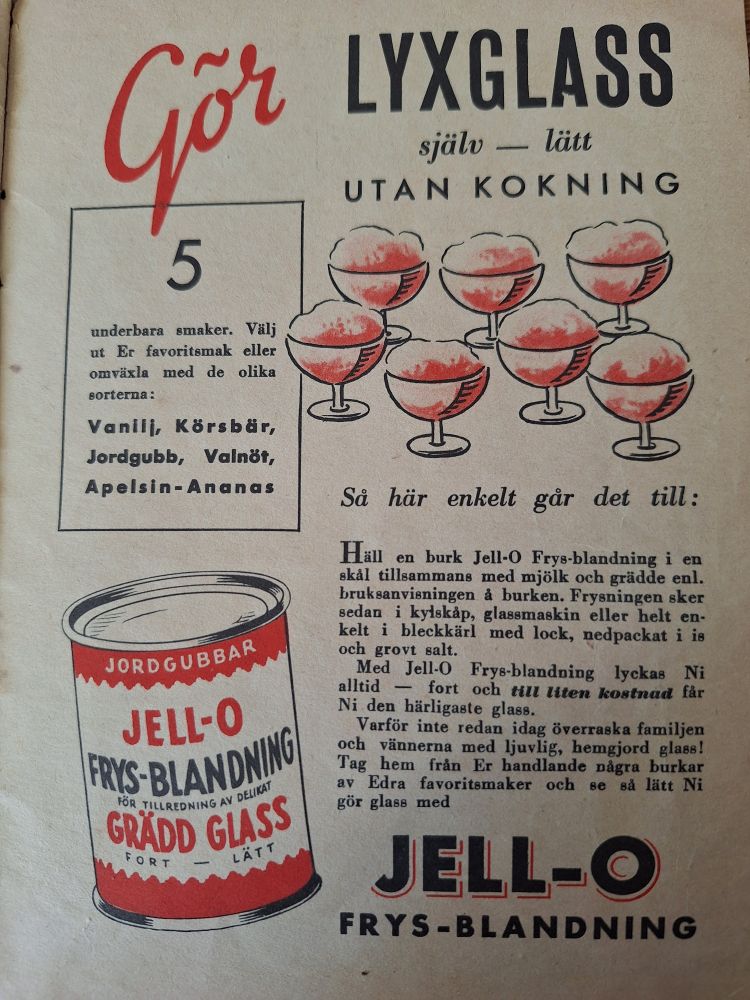 Gör
LYXGLASS
själv — lätt
UTAN KOKNING
5
underbara smaker. Välj
ut Er favoritsmak eller
omväxla med de olika
sorterna:
Vanilj, Körsbär,
Jordgubb, Valnöt,
Apelsin-Ananas
Så här enkelt går det till:
Häll en burk Jell-O Frys-blandning i en
skål tillsammans med mjölk och grädde enl.
bruksanvisningen å burken. Frysningen sker
sedan i kylskåp, glassmaskin eller helt en-
kelt i bleckkärl med lock, nedpackat i is
och grovt salt.
Med Jell-O Frys-blandning lyckas Ni
alltid — fort och till liten kostnad får
Ni den härligaste glass.
Varför inte redan idag överraska familjen
och vännerna med ljuvlig, hemgjord glass!
Tag hem från Er handlande några burkar
av Edra favoritsmaker och se så lätt Ni
gör glass med
JELL-O
FRYS-BLANDNING
JORDGUBBAR
JELL-O
FRYS-BLANDNING
FÖR TILLREDNING AV DELIKAT
GRÄDD GLASS
FORT — LÄTT